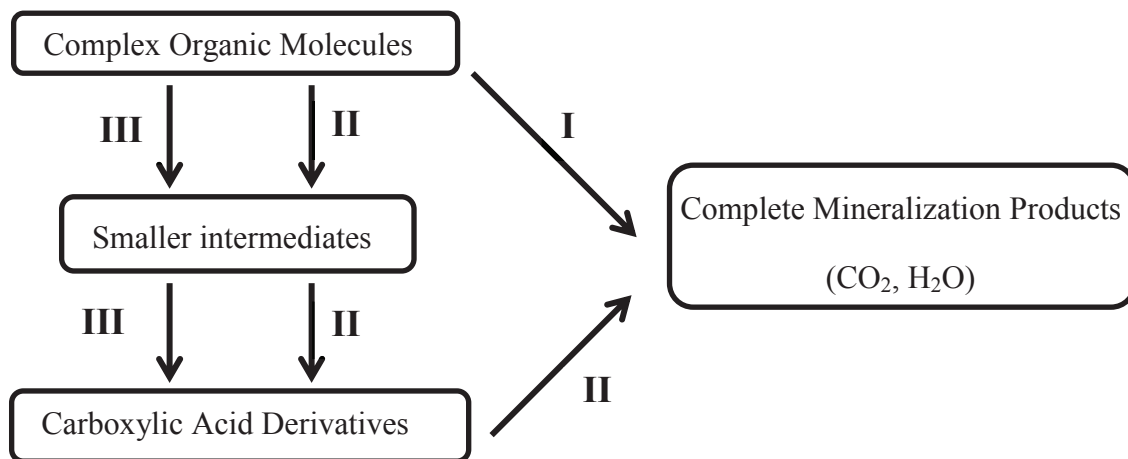 Complex Organic Molecules
III
II
I
Smaller intermediates
Complete Mineralization Products
(CO₂, H₂O)
III
II
II
Carboxylic Acid Derivatives